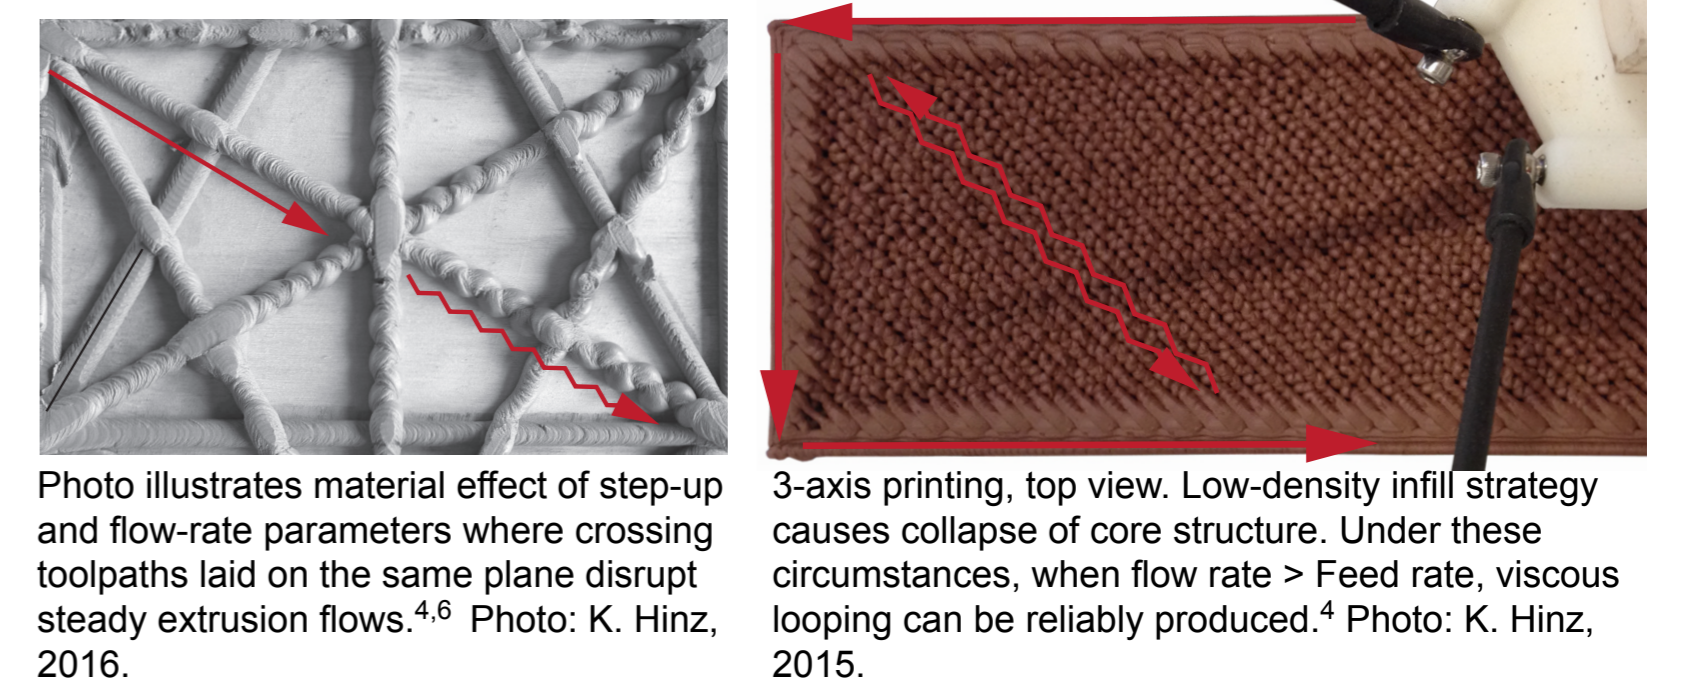 Photo illustrates material effect of step-up
and flow-rate parameters where crossing
toolpaths laid on the same plane disrupt
steady extrusion flows.4,6 Photo: K. Hinz,
2016.
3-axis printing, top view. Low-density infill strategy
causes collapse of core structure. Under these
circumstances, when flow rate > Feed rate, viscous
looping can be reliably produced.4 Photo: K. Hinz,
2015.